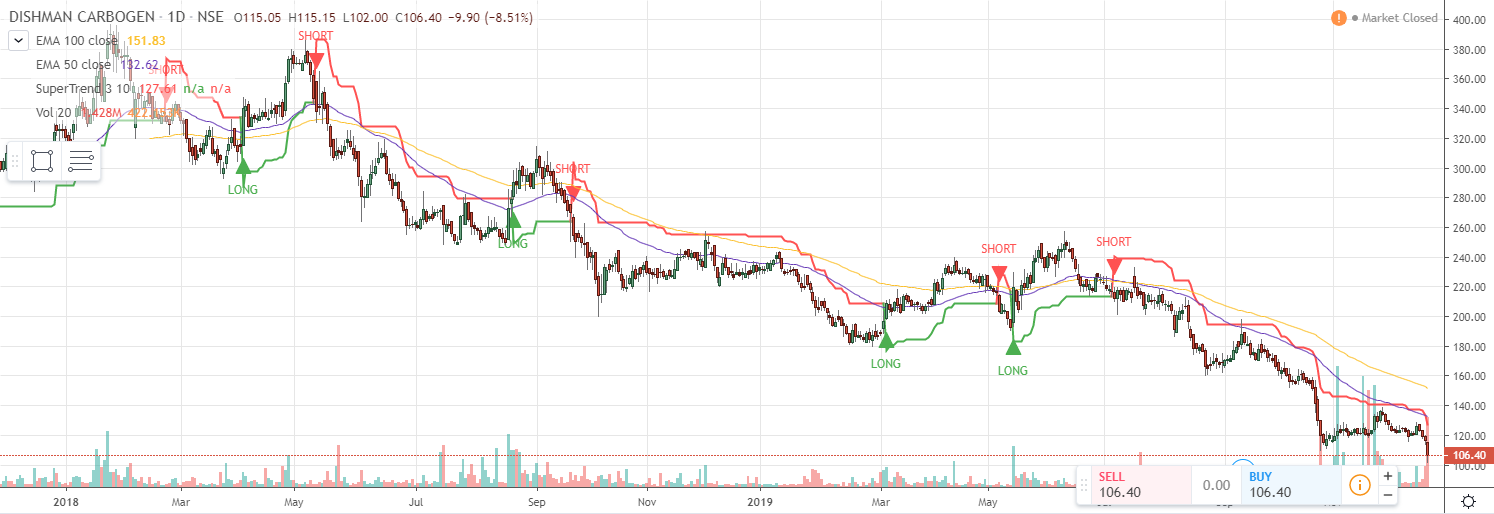 DISHMAN CARBOGEN · 1D · NSE O115.05 H115.15 L102.00 C106.40 −9.90 (−8.51%)
Market Closed
EMA 100 close 151.83
EMA 50 close 132.62
SuperTrend 3 10 127.61 n/a n/a
Vol 20
SHORT
SHORT
SHORT
SHORT
SHORT
LONG
LONG
LONG
LONG
400.00
380.00
360.00
340.00
320.00
300.00
280.00
260.00
240.00
220.00
200.00
180.00
160.00
140.00
120.00
106.40
100.00
SELL
106.40
0.00
BUY
106.40
2018 Mar May Jul Sep Nov 2019 Mar May